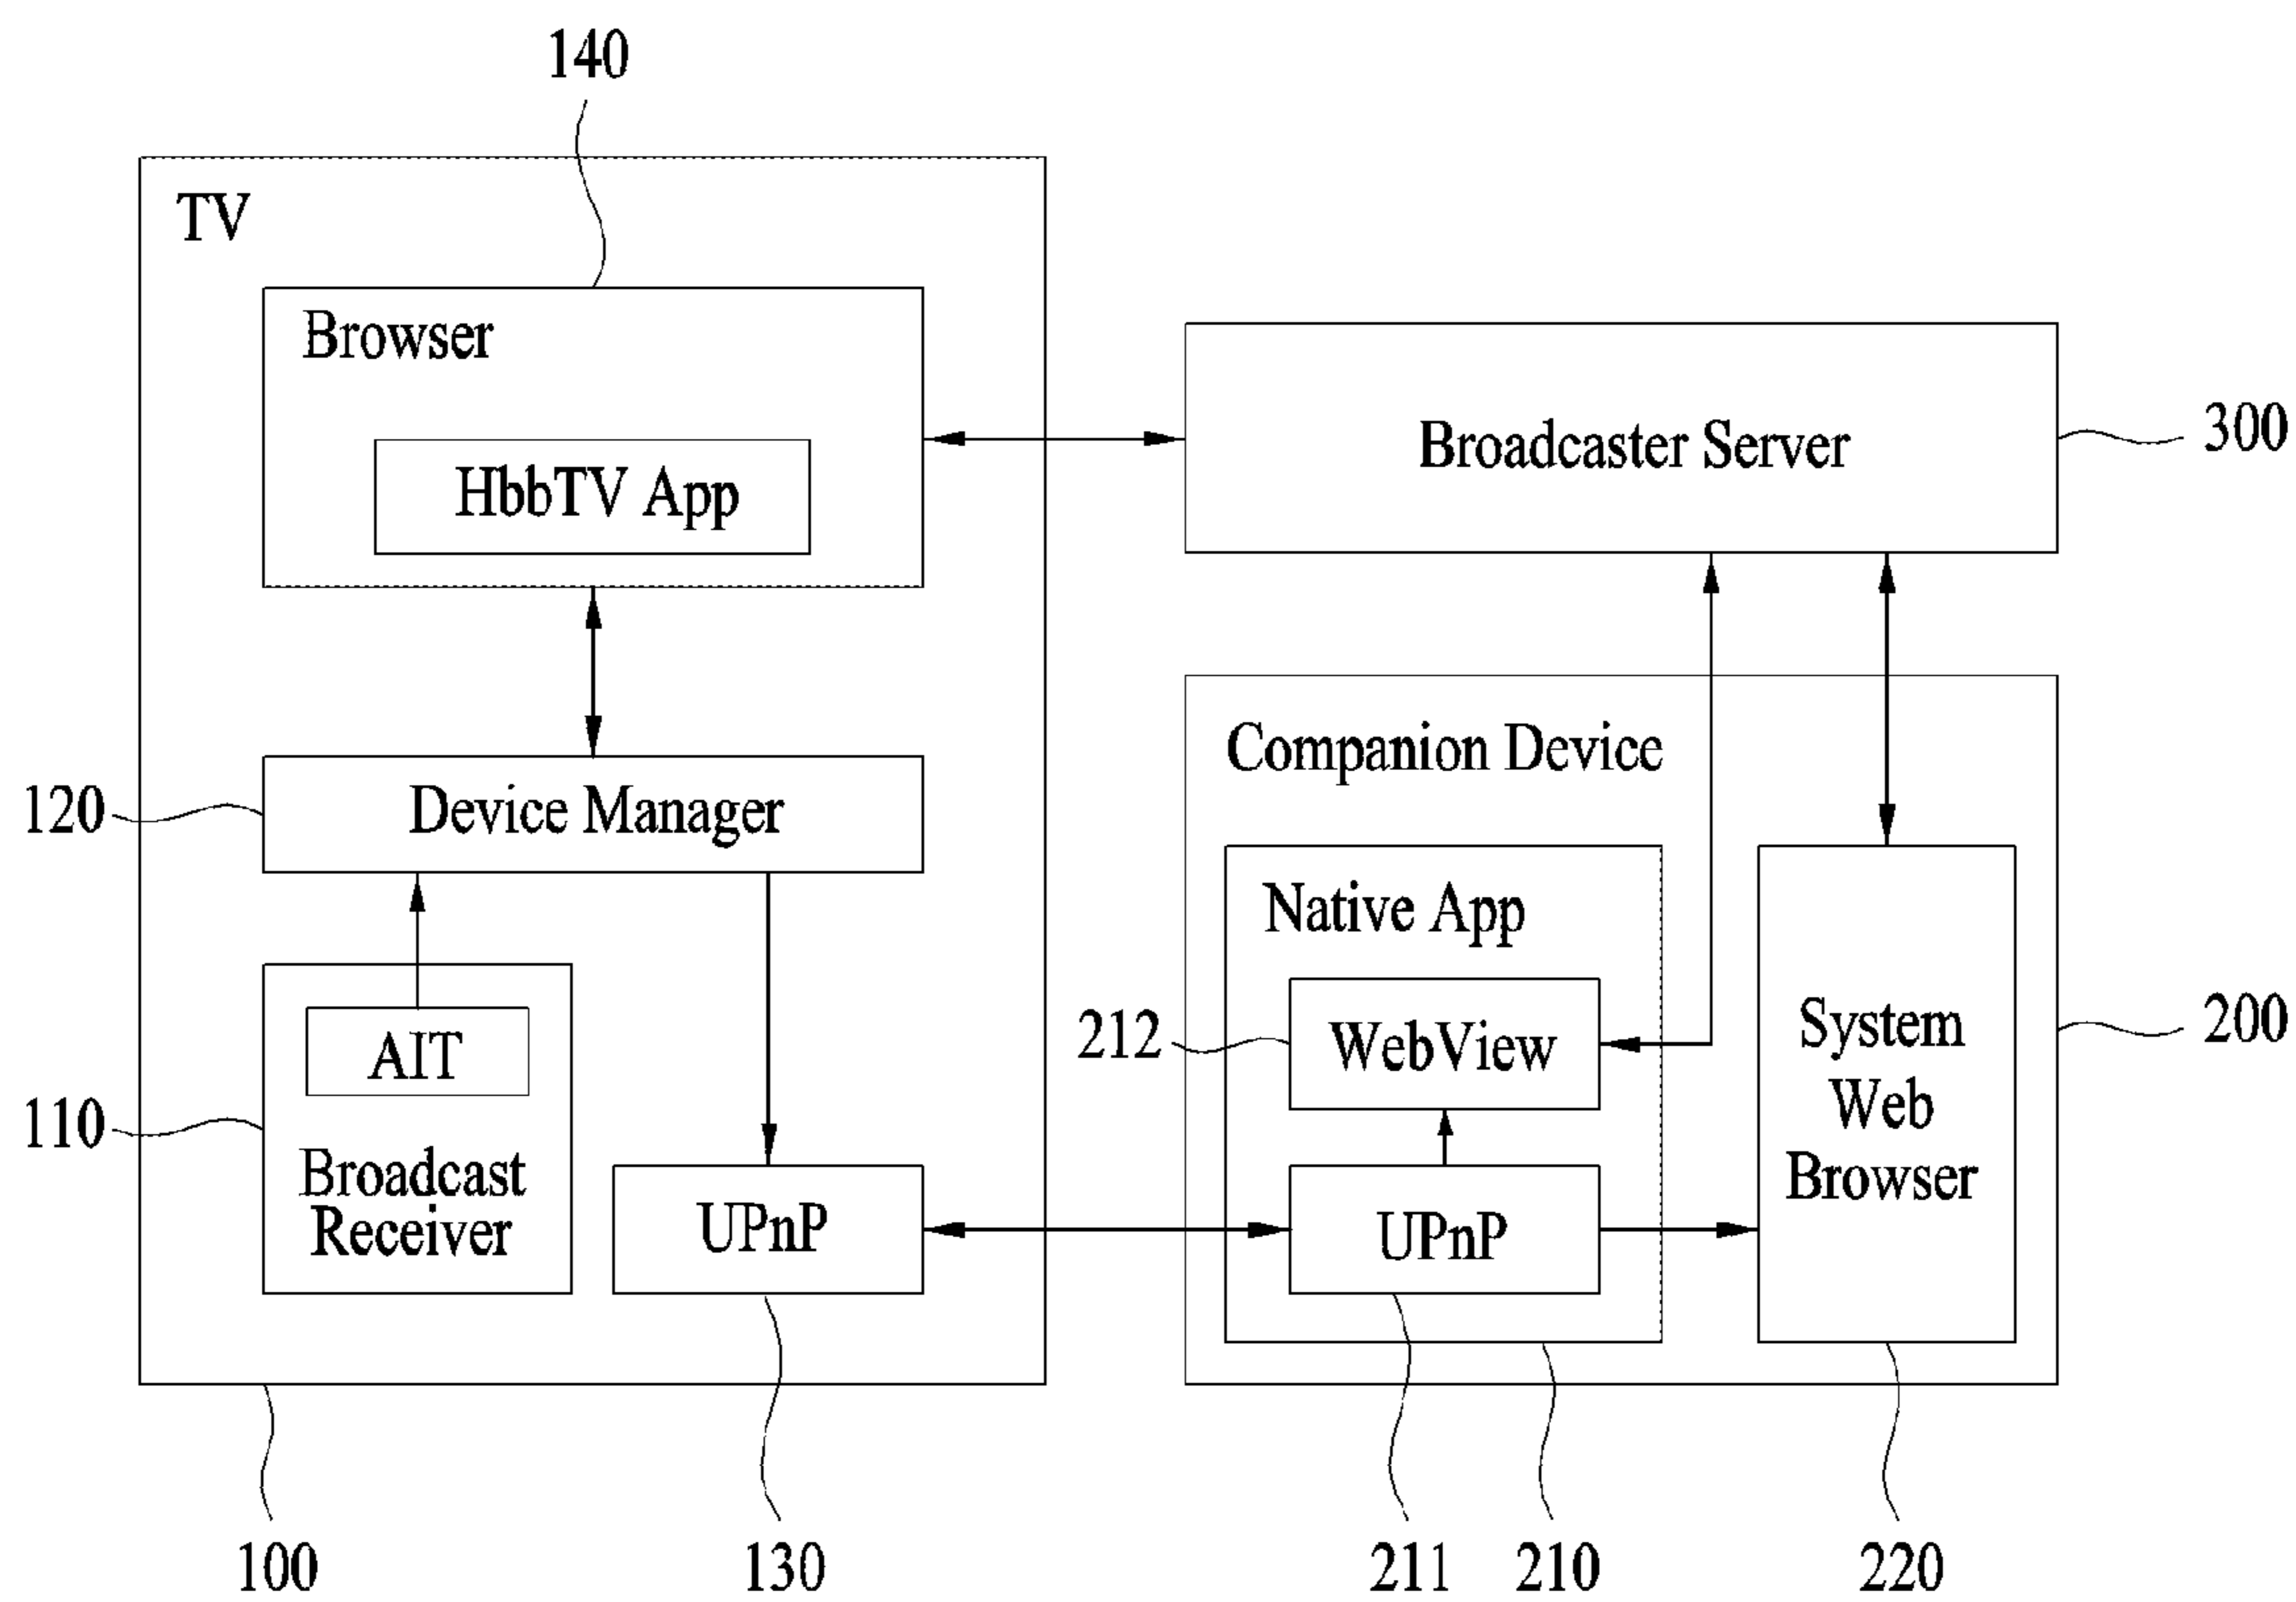 140
TV
Browser
HbbTV App
Broadcaster Server
300
Companion Device
120
Device Manager
Native App
AIT
212
WebView
System
Web
Browser
200
110
Broadcast
Receiver
UPnP
UPnP
100
130
211
210
220